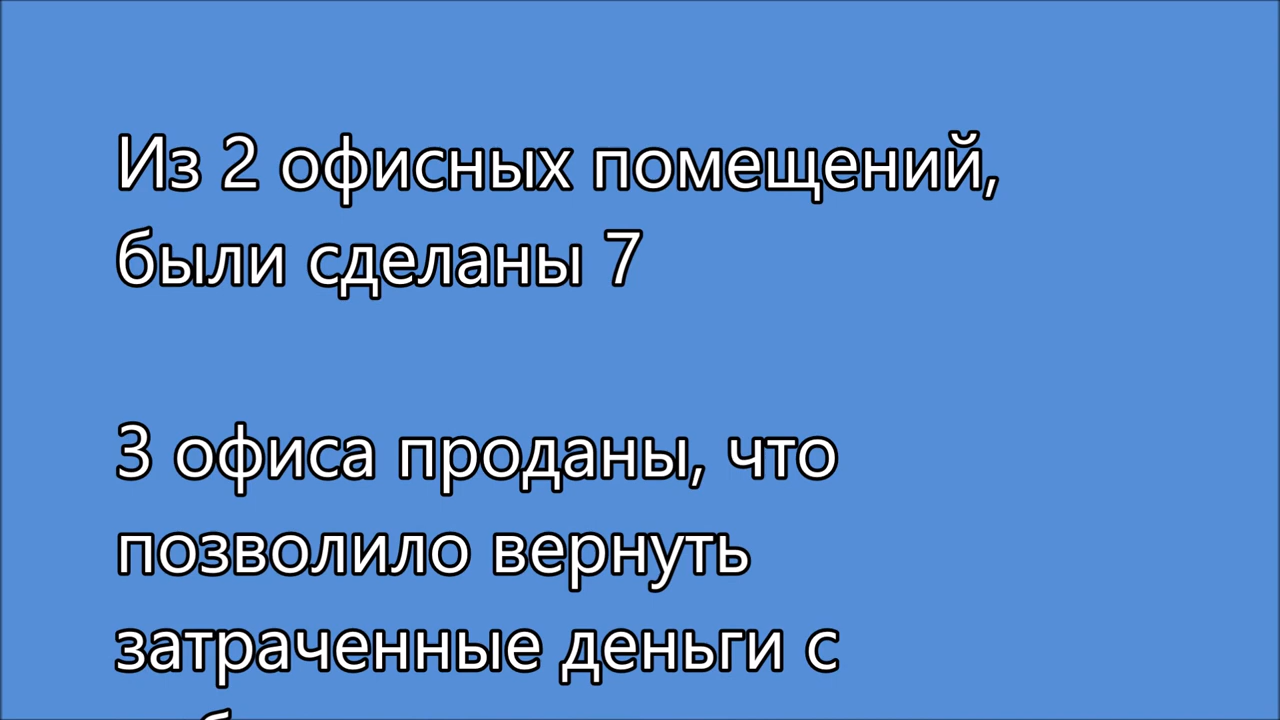 Из 2 офисных помещений,
были сделаны 7
3 офиса проданы, что
позволило вернуть
затраченные деньги с